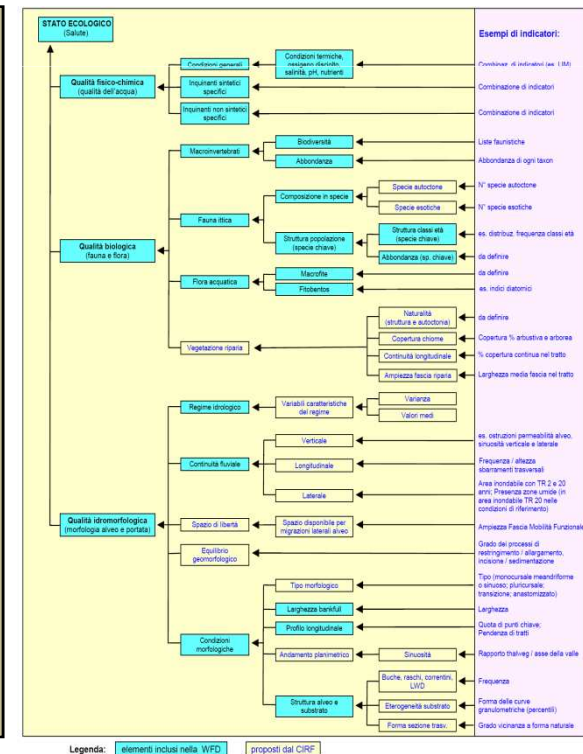 STATO ECOLOGICO
(Salute)
Esempi di indicatori:
Qualità fisico-chimica
(qualità dell'acqua)
Condizioni generali
Condizioni termiche,
ossigeno disciolto,
salinità, pH, nutrienti
Combinaz. di indicatori (es. LIM)
Inquinanti sintetici
specifici
Combinazione di indicatori
Inquinanti non sintetici
specifici
Combinazione di indicatori
Qualità biologica
(fauna e flora)
Macroinvertebrati
Biodiversità
Liste faunistiche
Abbondanza
Abbondanza di ogni taxon
Fauna ittica
Composizione in specie
Specie autoctone
N° specie autoctone
Specie esotiche
N° specie esotiche
Struttura popolazione
(specie chiave)
Struttura classi età
(specie chiave)
es. distribuz. frequenza classi età
Abbondanza (sp. chiave)
da definire
Flora acquatica
Macrofite
da definire
Fitobentos
es. indici diatomici
Vegetazione riparia
Naturalità
(struttura e autoctonia)
da definire
Copertura chiome
Copertura % arbustiva e arborea
Continuità longitudinale
% copertura continua nel tratto
Ampiezza fascia riparia
Larghezza media fascia nel tratto
Qualità idromorfologica
(morfologia alveo e portata)
Regime idrologico
Variabili caratteristiche
del regime
Varianza
Valori medi
Continuità fluviale
Verticale
es. ostruzioni permeabilità alveo,
sinuosità verticale e laterale
Longitudinale
Frequenza / altezza
sbarramenti trasversali
Laterale
Area inondabile con TR 2 e 20
anni; Presenza zone umide (in
area inondabile TR 20 nelle
condizioni di riferimento)
Spazio di libertà
Spazio disponibile per
migrazioni laterali alveo
Ampiezza Fascia Mobilità Funzionale
Equilibrio
geomorfologico
Grado dei processi di
restringimento / allargamento,
incisione / sedimentazione
Condizioni
morfologiche
Tipo morfologico
Tipo (monocursale meandriforme
o sinuoso; pluricursale;
transizione; anastomizzato)
Larghezza bankfull
Larghezza
Profilo longitudinale
Quota di punti chiave;
Pendenza di tratti
Andamento planimetrico
Sinuosità
Rapporto thalweg / asse della valle
Struttura alveo e
substrato
Buche, raschi, correntini,
LWD
Frequenza
Eterogeneità substrato
Forma delle curve
granulometriche (percentili)
Forma sezione trasv.
Grado vicinanza a forma naturale
Legenda: elementi inclusi nella WFD proposti dal CIRF